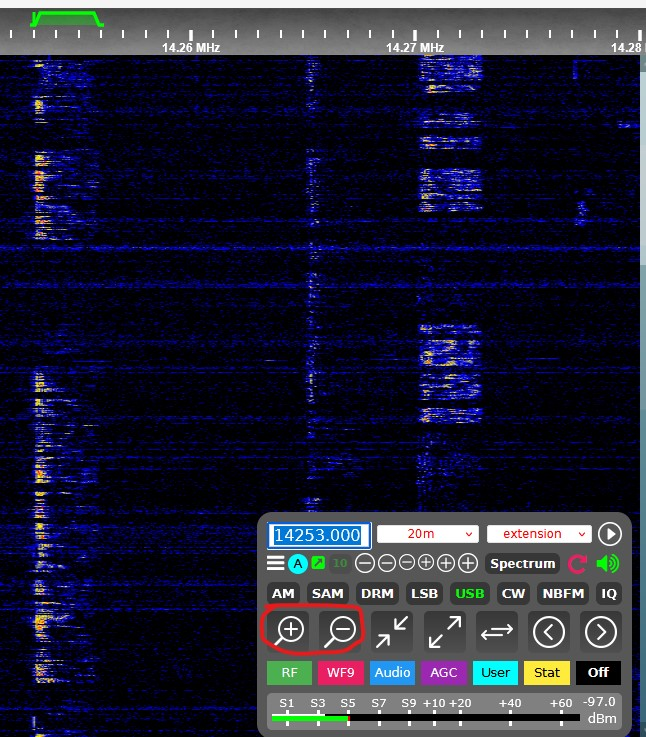 14.26 MHz 14.27 MHz 14.28
14253.000 20m extension
A 10 Spectrum
AM SAM DRM LSB USB CW NBFM IQ
RF WF9 Audio AGC User Stat Off
S1 S3 S5 S7 S9 +10 +20 +40 +60 -97.0
dBm